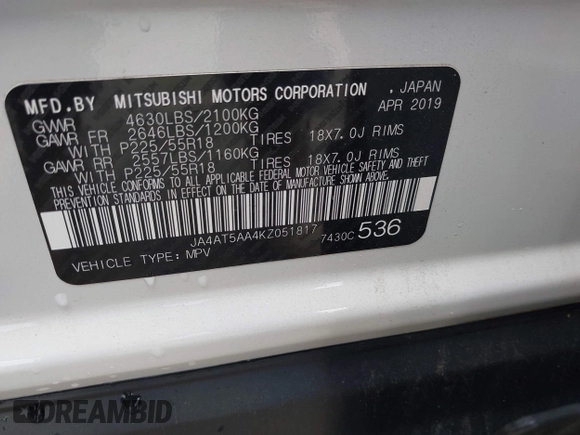 MFD.BY MITSUBISHI MOTORS CORPORATION , JAPAN
APR 2019
GVWR 4630LBS/2100KG
GAWR FR 2646LBS/1200KG
WITH P225/55R18 TIRES 18X7.0J RIMS
GAWR RR 2557LBS/1160KG
WITH P225/55R18 TIRES 18X7.0J RIMS
THIS VEHICLE CONFORMS TO ALL APPLICABLE FEDERAL MOTOR VEHICLE SAFETY AND THEFT
PREVENTION STANDARDS IN EFFECT ON THE DATE OF MANUFACTURE SHOWN ABOVE.
JA4AT5AA4KZ051817 7430C 536
VEHICLE TYPE: MPV
DREAMBID